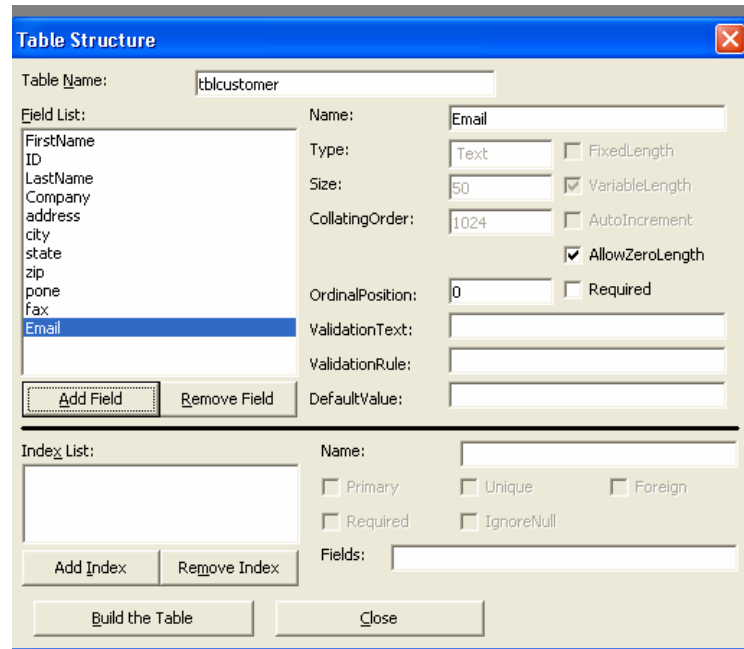 Table Structure
Table Name: tblcustomer
Field List:
FirstName
ID
LastName
Company
address
city
state
zip
pone
fax
Email
Add Field Remove Field
Name: Email
Type: Text FixedLength
Size: 50 VariableLength
CollatingOrder: 1024 AutoIncrement
AllowZeroLength
OrdinalPosition: 0 Required
ValidationText:
ValidationRule:
DefaultValue:
Index List:
Add Index Remove Index
Name:
Primary Unique Foreign
Required IgnoreNull
Fields:
Build the Table Close